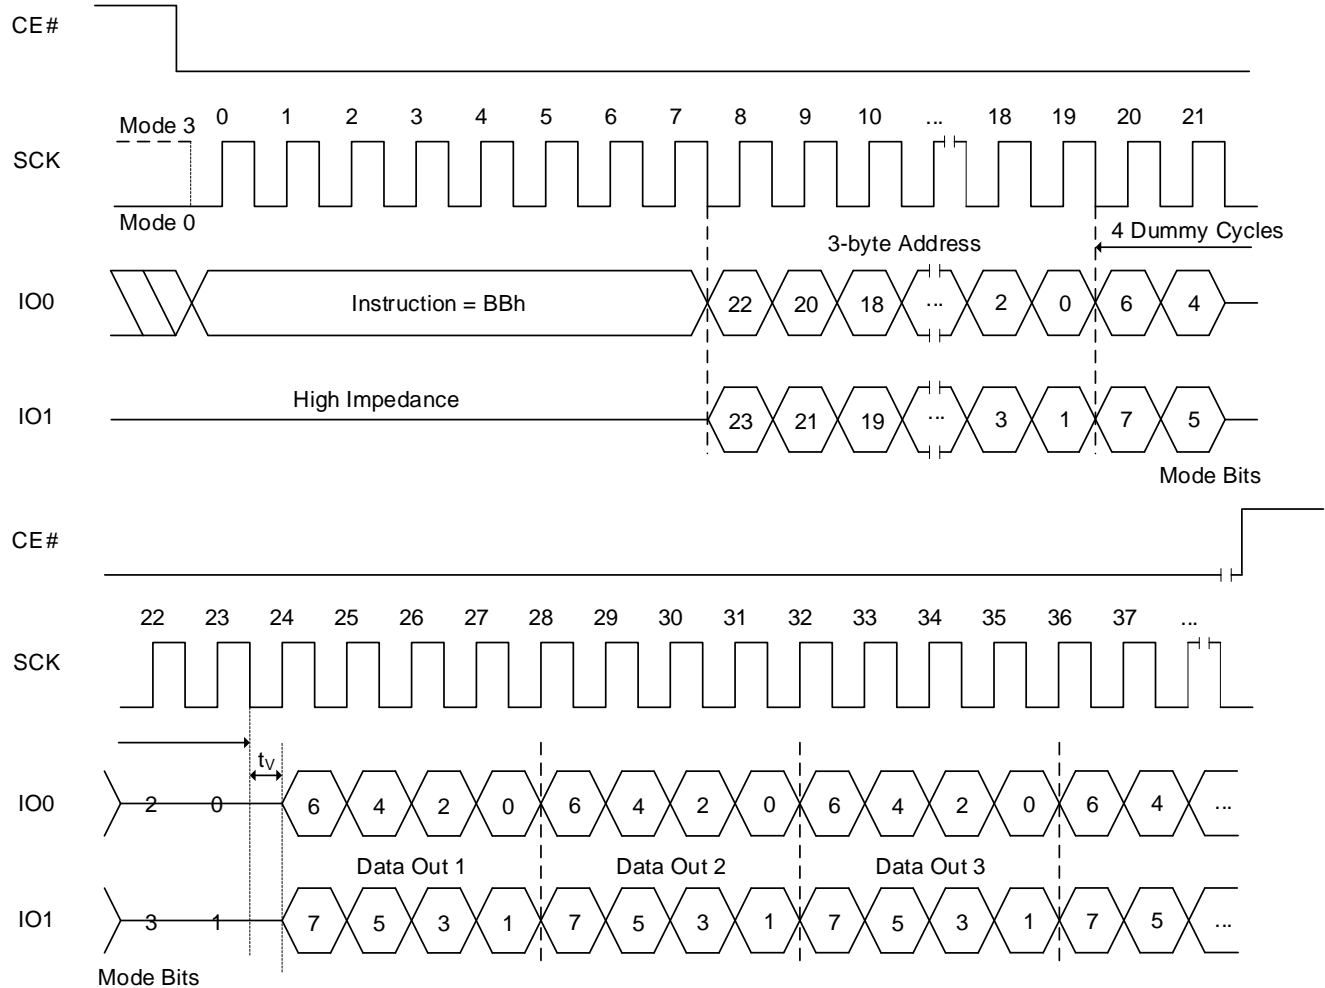 CE#
Mode 3 0 1 2 3 4 5 6 7 8 9 10 ... 18 19 20 21
SCK
Mode 0
3-byte Address 4 Dummy Cycles
IO0 Instruction = BBh 22 20 18 ... 2 0 6 4
High Impedance
IO1 23 21 19 ... 3 1 7 5
Mode Bits
CE#
22 23 24 25 26 27 28 29 30 31 32 33 34 35 36 37 ...
SCK
tV
IO0 2 0 6 4 2 0 6 4 2 0 6 4 2 0 6 4 ...
Data Out 1 Data Out 2 Data Out 3
IO1 3 1 7 5 3 1 7 5 3 1 7 5 3 1 7 5 ...
Mode Bits